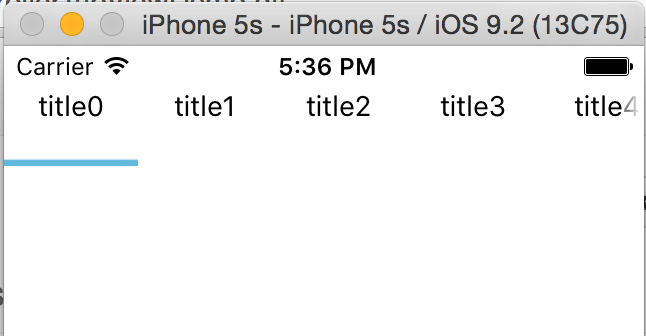 iPhone 5s - iPhone 5s / iOS 9.2 (13C75)
Carrier 5:36 PM
title0 title1 title2 title3 title4